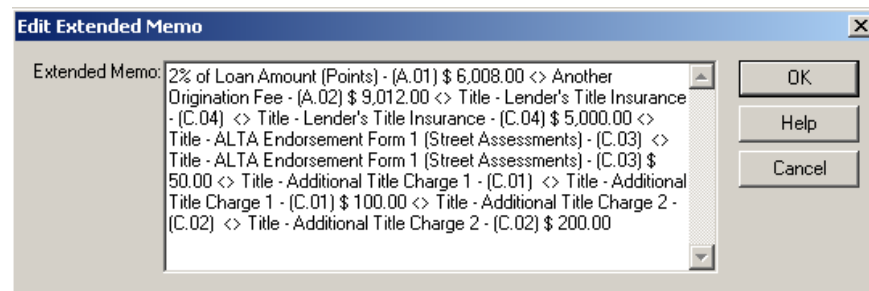 Edit Extended Memo
Extended Memo:
2% of Loan Amount (Points) - (A.01) $ 6,008.00 <> Another
Origination Fee - (A.02) $ 9,012.00 <> Title - Lender's Title Insurance
- (C.04)  <> Title - Lender's Title Insurance - (C.04) $ 5,000.00 <>
Title - ALTA Endorsement Form 1 (Street Assessments) - (C.03)  <>
Title - ALTA Endorsement Form 1 (Street Assessments) - (C.03) $
50.00 <> Title - Additional Title Charge 1 - (C.01)  <> Title - Additional
Title Charge 1 - (C.01) $ 100.00 <> Title - Additional Title Charge 2 -
(C.02)  <> Title - Additional Title Charge 2 - (C.02) $ 200.00
OK
Help
Cancel